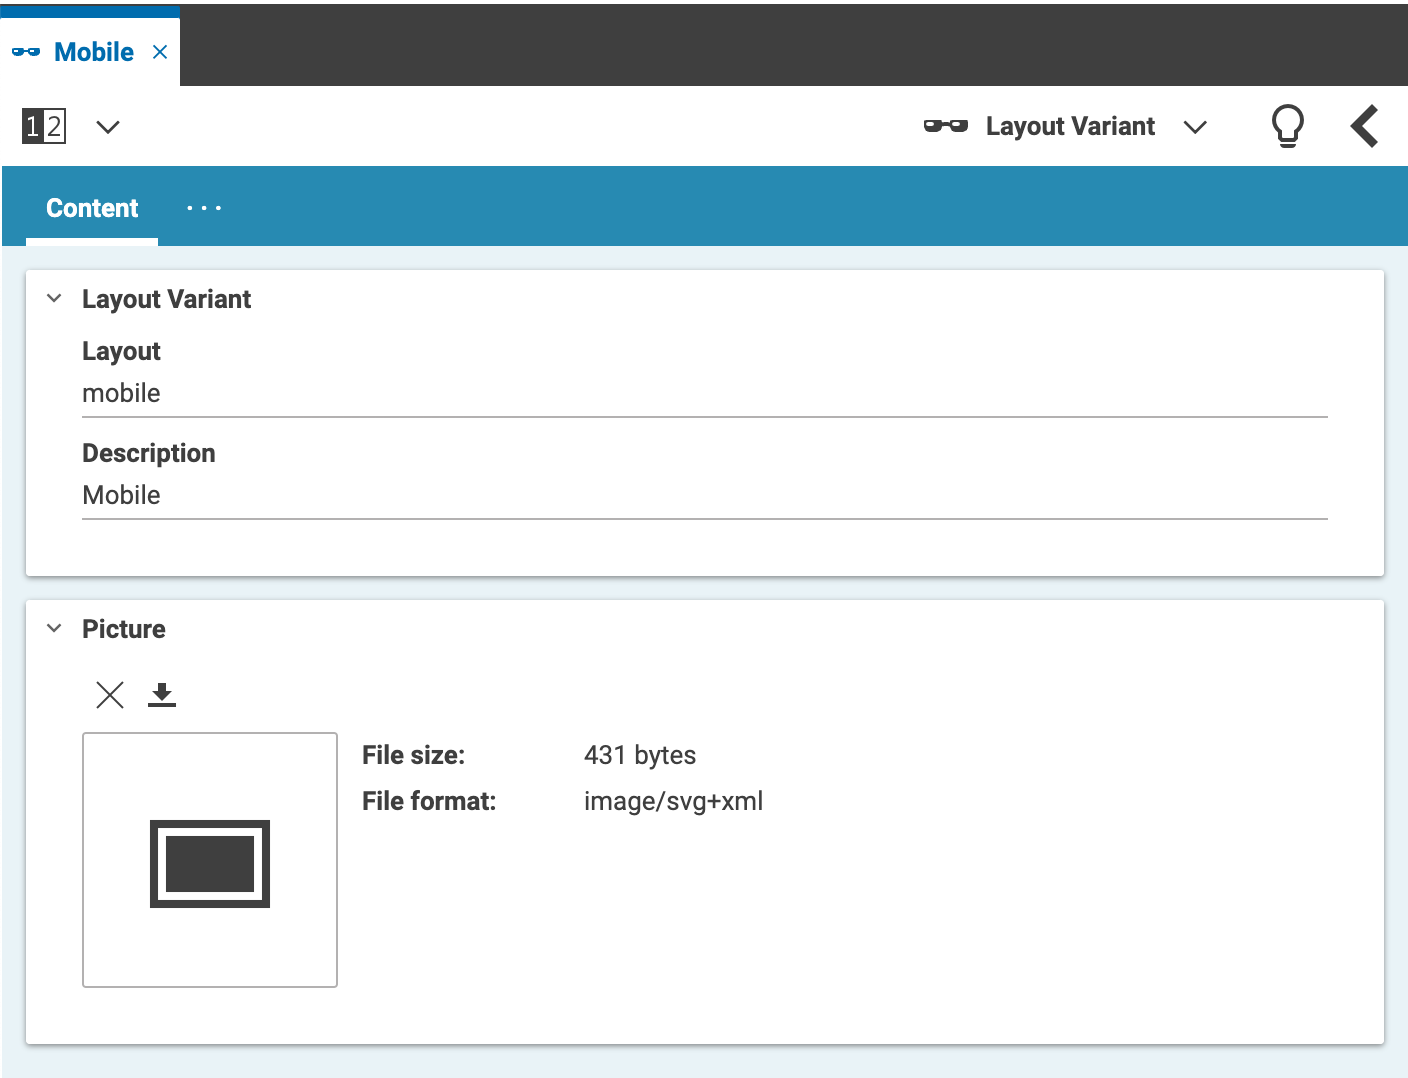 Mobile
12
Layout Variant
Content ...
Layout Variant
Layout
mobile
Description
Mobile
Picture
File size: 431 bytes
File format: image/svg+xml